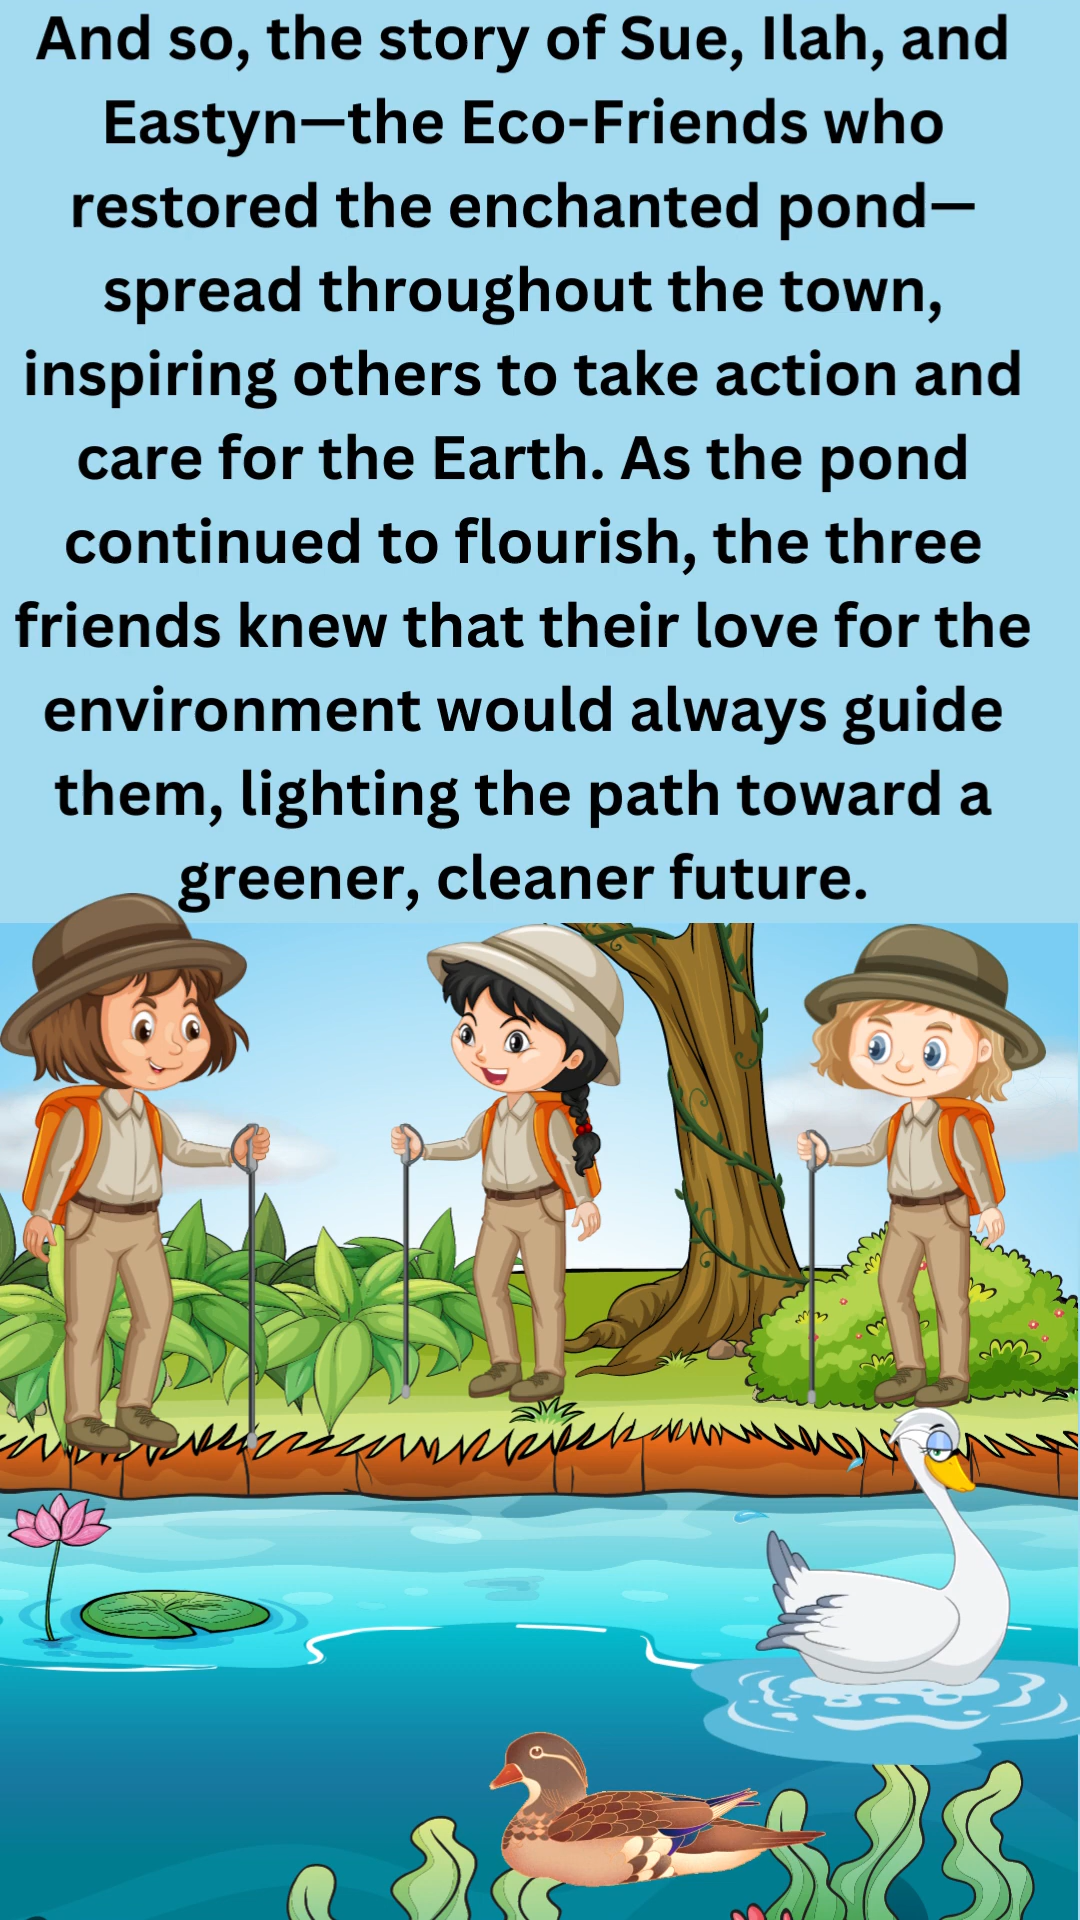 And so, the story of Sue, Ilah, and
Eastyn—the Eco-Friends who
restored the enchanted pond—
spread throughout the town,
inspiring others to take action and
care for the Earth. As the pond
continued to flourish, the three
friends knew that their love for the
environment would always guide
them, lighting the path toward a
greener, cleaner future.